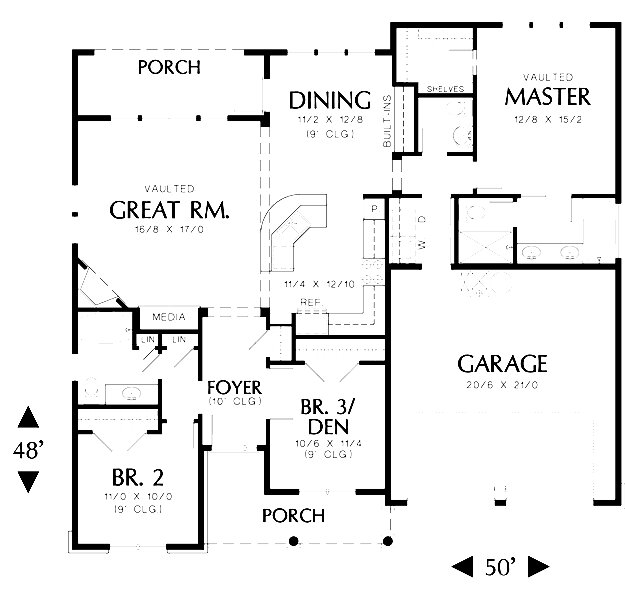 PORCH
DINING
11/2 X 12/8
(9' CLG)
BUILT-INS
SHELVES
VAULTED
MASTER
12/8 X 15/2
VAULTED
GREAT RM.
16/8 X 17/0
P
D
W
11/4 X 12/10
REF.
MEDIA
LIN
LIN
FOYER
(10' CLG)
GARAGE
20/6 X 21/0
BR. 3/
DEN
10/6 X 11/4
(9' CLG)
48'
BR. 2
11/0 X 10/0
(9' CLG)
PORCH
50'